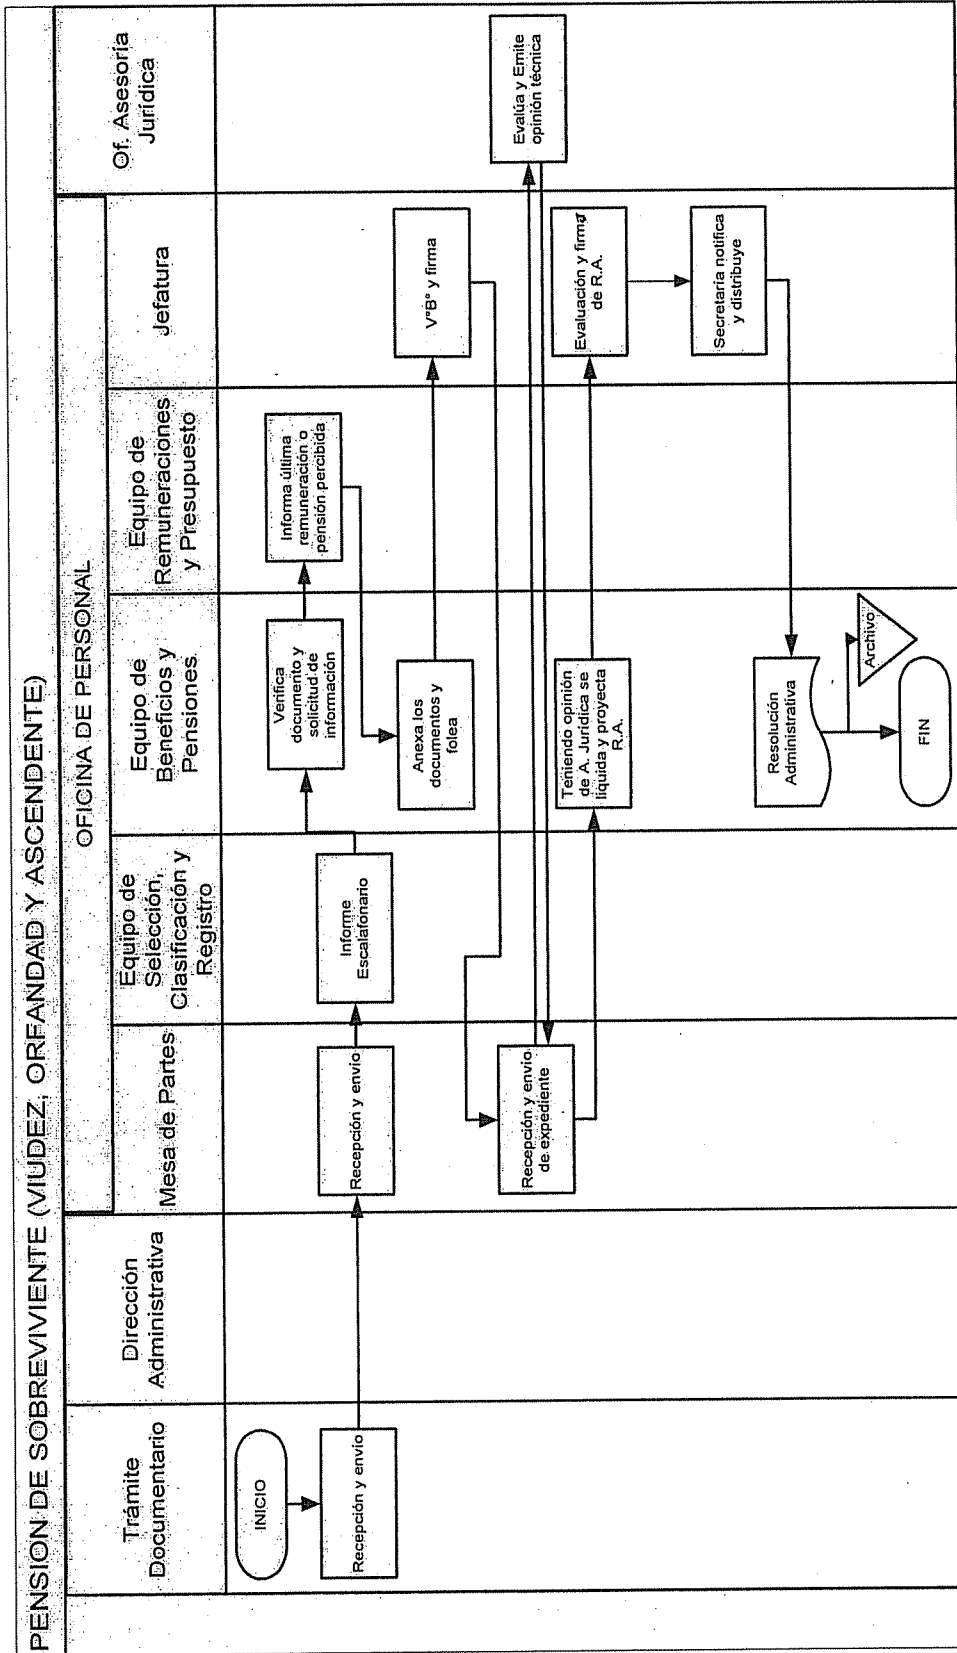 PENSION DE SOBREVIVIENTE (VIUDEZ, ORFANDAD Y ASCENDENTE)
OFICINA DE PERSONAL
Trámite
Documentario
Dirección
Administrativa
Mesa de Partes
Equipo de
Selección,
Clasificación y
Registro
Equipo de
Beneficios y
Pensiones.
Equipo de
Remuneraciones
y Presupuesto
Jefatura
Of. Asesoría
Jurídica
INICIO
Recepción y envio
Recepción y envio
Informe
Escalafonario
Verifica
documento y
solicitud de
información
Informa última
remuneración o
pensión percibida
Anexa los
documentos y
folea
V°B° y firma
Recepción y envio
de expediente
Evalúa y Emite
opinión técnica
Teniendo opinión
de A. Jurídica se
liquida y proyecta
R.A.
Evaluación y firma
de R.A.
Secretaria notifica
y distribuye
Resolución
Administrativa
Archivo
FIN